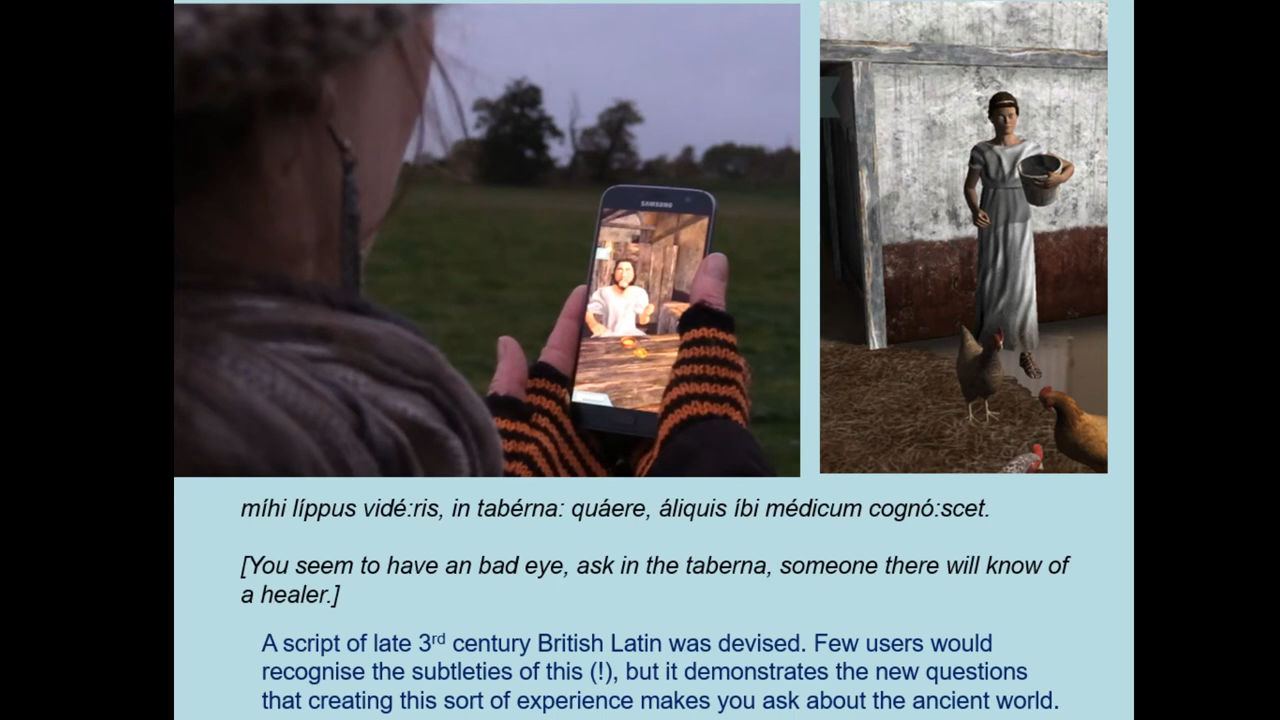 SAMSUNG
míhi líppus vidé:ris, in tabérna: quáere, áliquis íbi médicum cognó:scet.
[You seem to have an bad eye, ask in the taberna, someone there will know of
a healer.]
A script of late 3rd century British Latin was devised. Few users would
recognise the subtleties of this (!), but it demonstrates the new questions
that creating this sort of experience makes you ask about the ancient world.